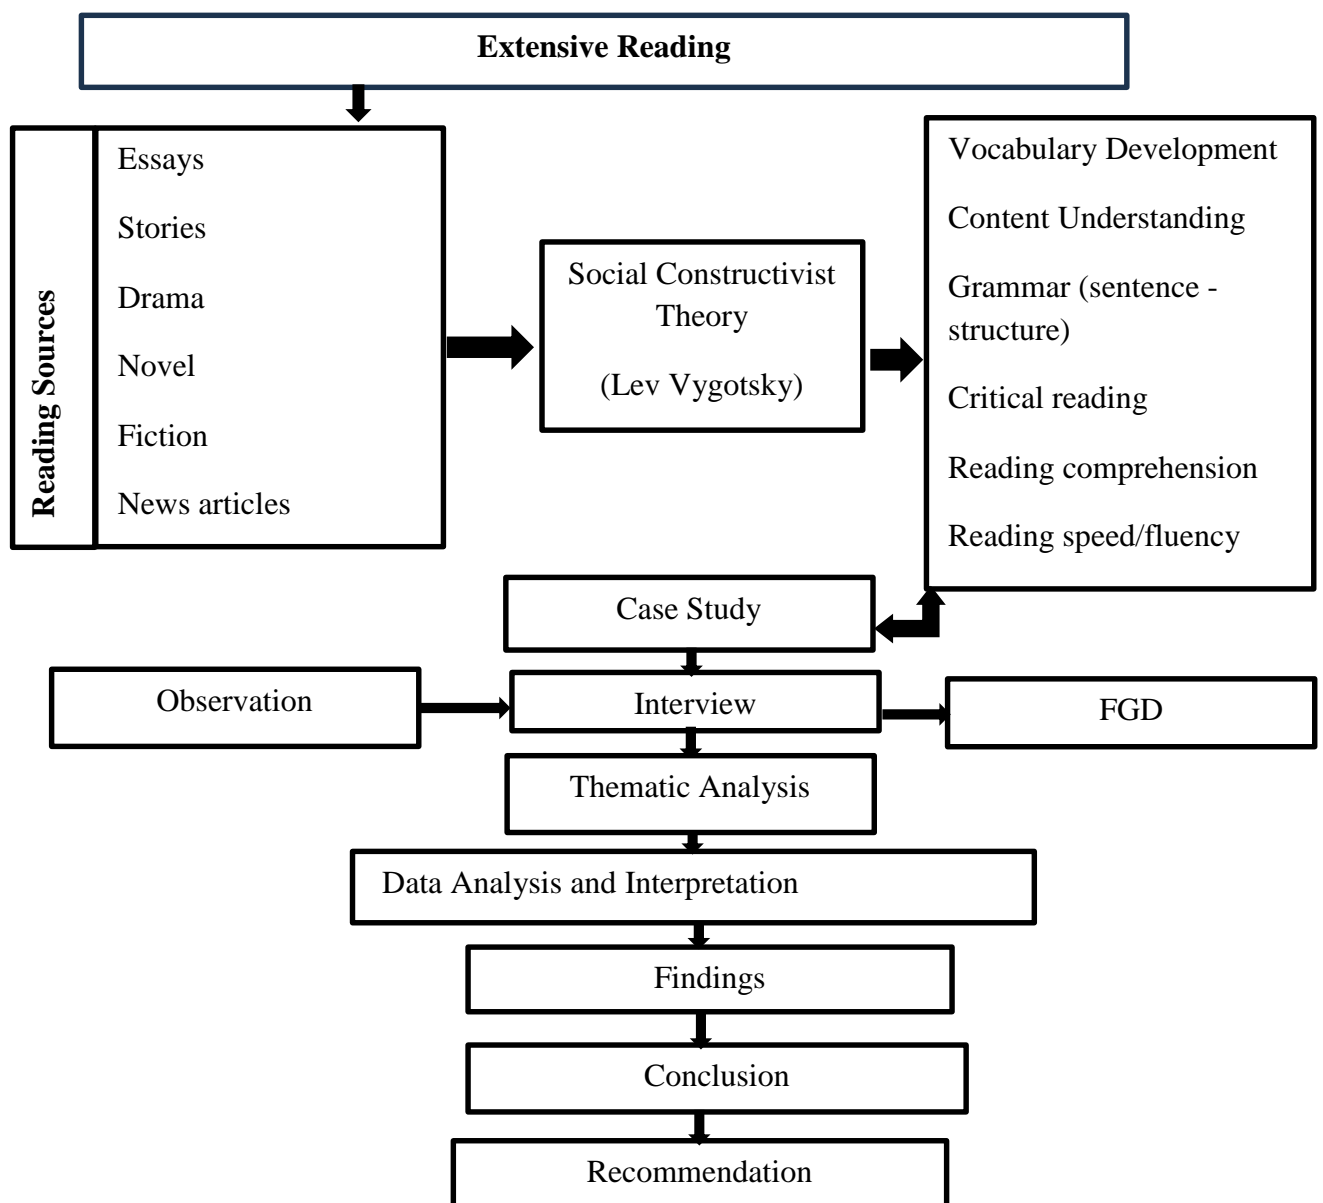 Extensive Reading
Reading Sources
Essays
Stories
Drama
Novel
Fiction
News articles
Social Constructivist
Theory
(Lev Vygotsky)
Vocabulary Development
Content Understanding
Grammar (sentence -
structure)
Critical reading
Reading comprehension
Reading speed/fluency
Case Study
Observation
Interview
FGD
Thematic Analysis
Data Analysis and Interpretation
Findings
Conclusion
Recommendation